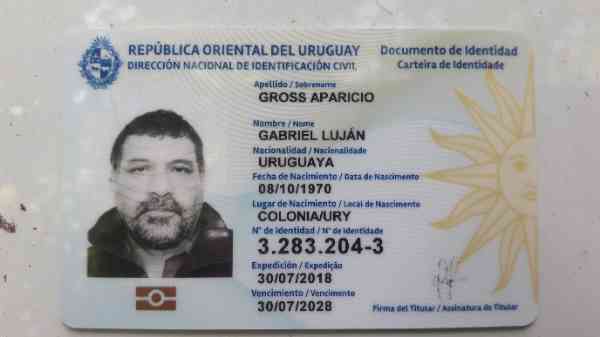 REPÚBLICA ORIENTAL DEL URUGUAY
DIRECCIÓN NACIONAL DE IDENTIFICACIÓN CIVIL
Documento de Identidad
Carteira de Identidade
Apellido / Sobrenome
GROSS APARICIO
Nombre / Nome
GABRIEL LUJÁN
Nacionalidad / Nacionalidade
URUGUAYA
Fecha de Nacimiento / Data de Nascimento
08/10/1970
Lugar de Nacimiento / Local de Nascimento
COLONIA/URY
N° de Identidad / N° de Identidade
3.283.204-3
Expedición / Expedição
30/07/2018
Vencimiento / Vencimento
30/07/2028
Firma del Titular / Assinatura do Titular